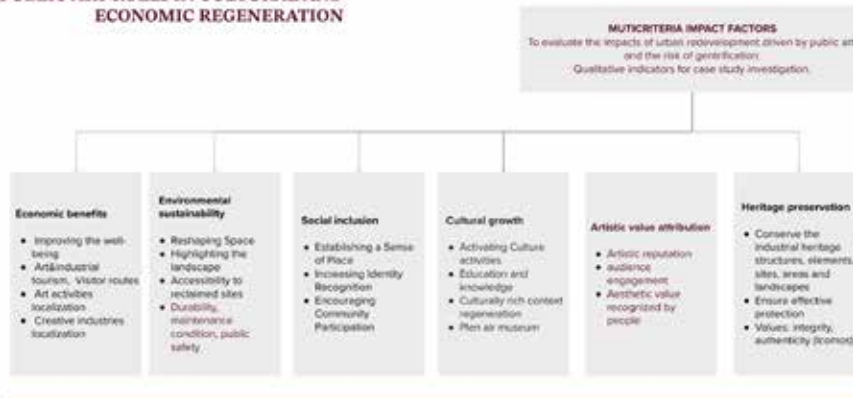 ECONOMIC REGENERATION
MUTICRITERIA IMPACT FACTORS
To evaluate the impacts of urban redevelopment driven by public art
and the risk of gentrification.
Qualitative indicators for case study investigation.
Economic benefits
• Improving the well-
being
• Art&industrial
tourism, Visitor routes
• Art activities
localization
• Creative industries
localization
Environmental
sustainability
• Reshaping Space
• Highlighting the
landscape
• Accessibility to
reclaimed sites
• Durability,
maintenance
condition, public
safety
Social inclusion
• Establishing a Sense
of Place
• Increasing Identity
Recognition
• Encouraging
Community
Participation
Cultural growth
• Activating Culture
activities
• Education and
knowledge
• Culturally rich context
regeneration
• Plen air museum
Artistic value attribution
• Artistic reputation
• audience
engagement
• Aesthetic value
recognized by
people
Heritage preservation
• Conserve the
industrial heritage
structures, elements,
sites, areas and
landscapes
• Ensure effective
protection
• Values: integrity,
authenticity (Icomos)